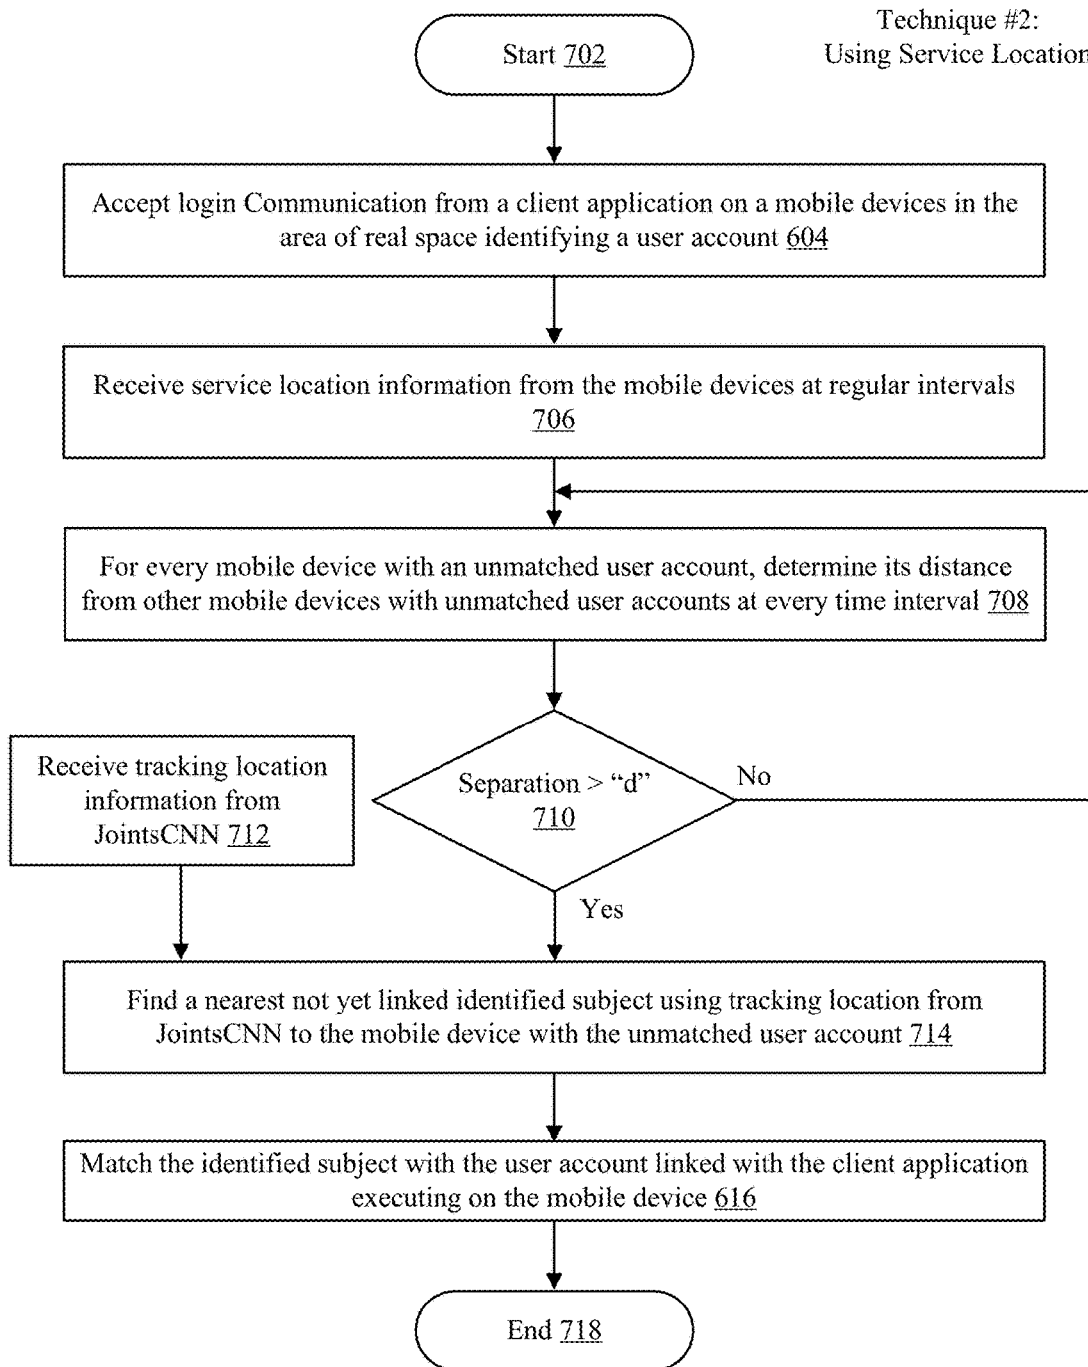 Technique #2:
Using Service Location
Start 702
Accept login Communication from a client application on a mobile devices in the
area of real space identifying a user account 604
Receive service location information from the mobile devices at regular intervals
706
For every mobile device with an unmatched user account, determine its distance
from other mobile devices with unmatched user accounts at every time interval 708
Receive tracking location
information from
JointsCNN 712
Separation > “d”
710
No
Yes
Find a nearest not yet linked identified subject using tracking location from
JointsCNN to the mobile device with the unmatched user account 714
Match the identified subject with the user account linked with the client application
executing on the mobile device 616
End 718